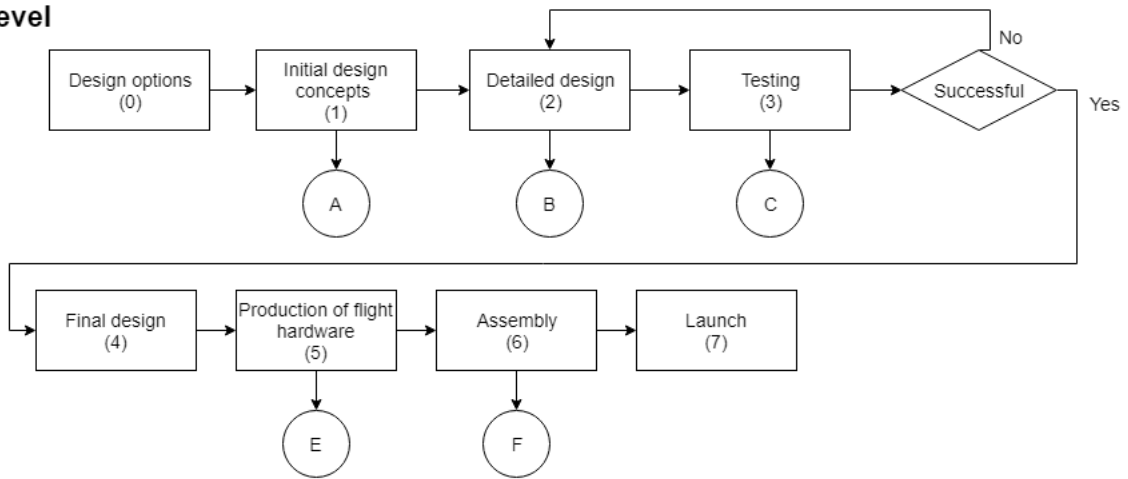 evel
Design options
(0)
Initial design
concepts
(1)
Detailed design
(2)
Testing
(3)
Successful
No
Yes
A
B
C
Final design
(4)
Production of flight
hardware
(5)
Assembly
(6)
Launch
(7)
E
F